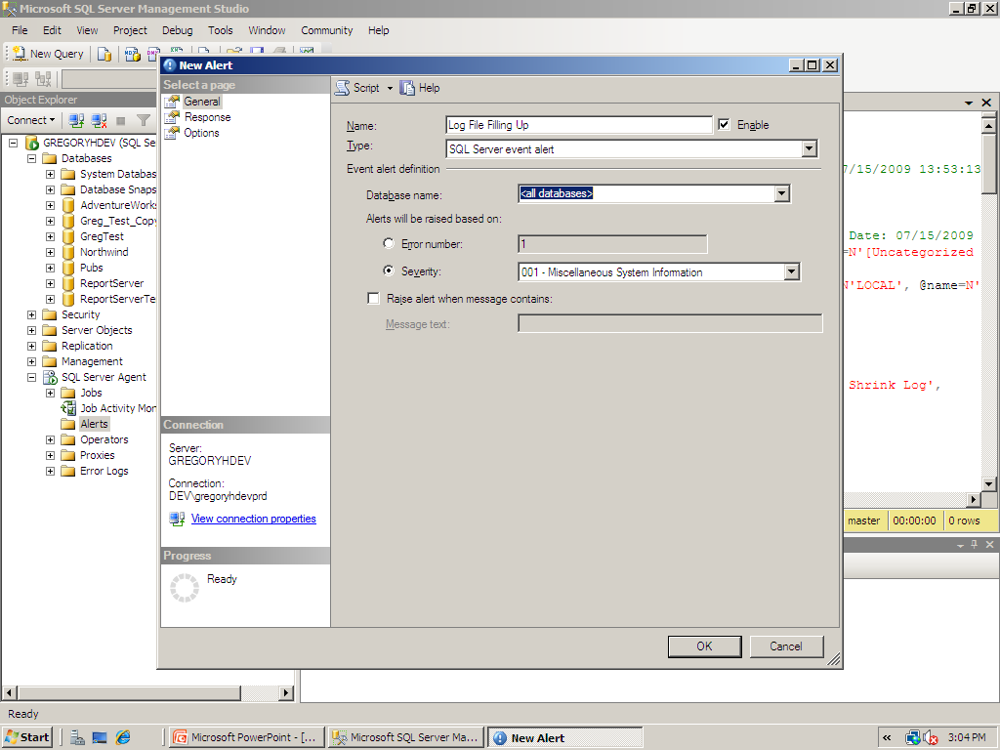 Microsoft SQL Server Management Studio
File Edit View Project Debug Tools Window Community Help
New Query
New Alert
Select a page
General
Response
Options
Script Help
Name: Log File Filling Up Enable
Type: SQL Server event alert
Event alert definition
Database name: <all databases>
Alerts will be raised based on:
Error number: 1
Severity: 001 - Miscellaneous System Information
Raise alert when message contains:
Message text:
Connection
Server:
GREGORYHDEV
Connection:
DEV\gregoryhdevprd
View connection properties
Progress
Ready
OK Cancel
Object Explorer
Connect
GREGORYHDEV (SQL Se
Databases
System Databas
Database Snaps
AdventureWork
Greg_Test_Copy
GregTest
Northwind
Pubs
ReportServer
ReportServerTe
Security
Server Objects
Replication
Management
SQL Server Agent
Jobs
Job Activity Mon
Alerts
Operators
Proxies
Error Logs
7/15/2009 13:53:13
Date: 07/15/2009
=N'[Uncategorized
N'LOCAL', @name=N'
Shrink Log',
master 00:00:00 0 rows
Ready
Start Microsoft PowerPoint - [... Microsoft SQL Server Ma... New Alert « 3:04 PM